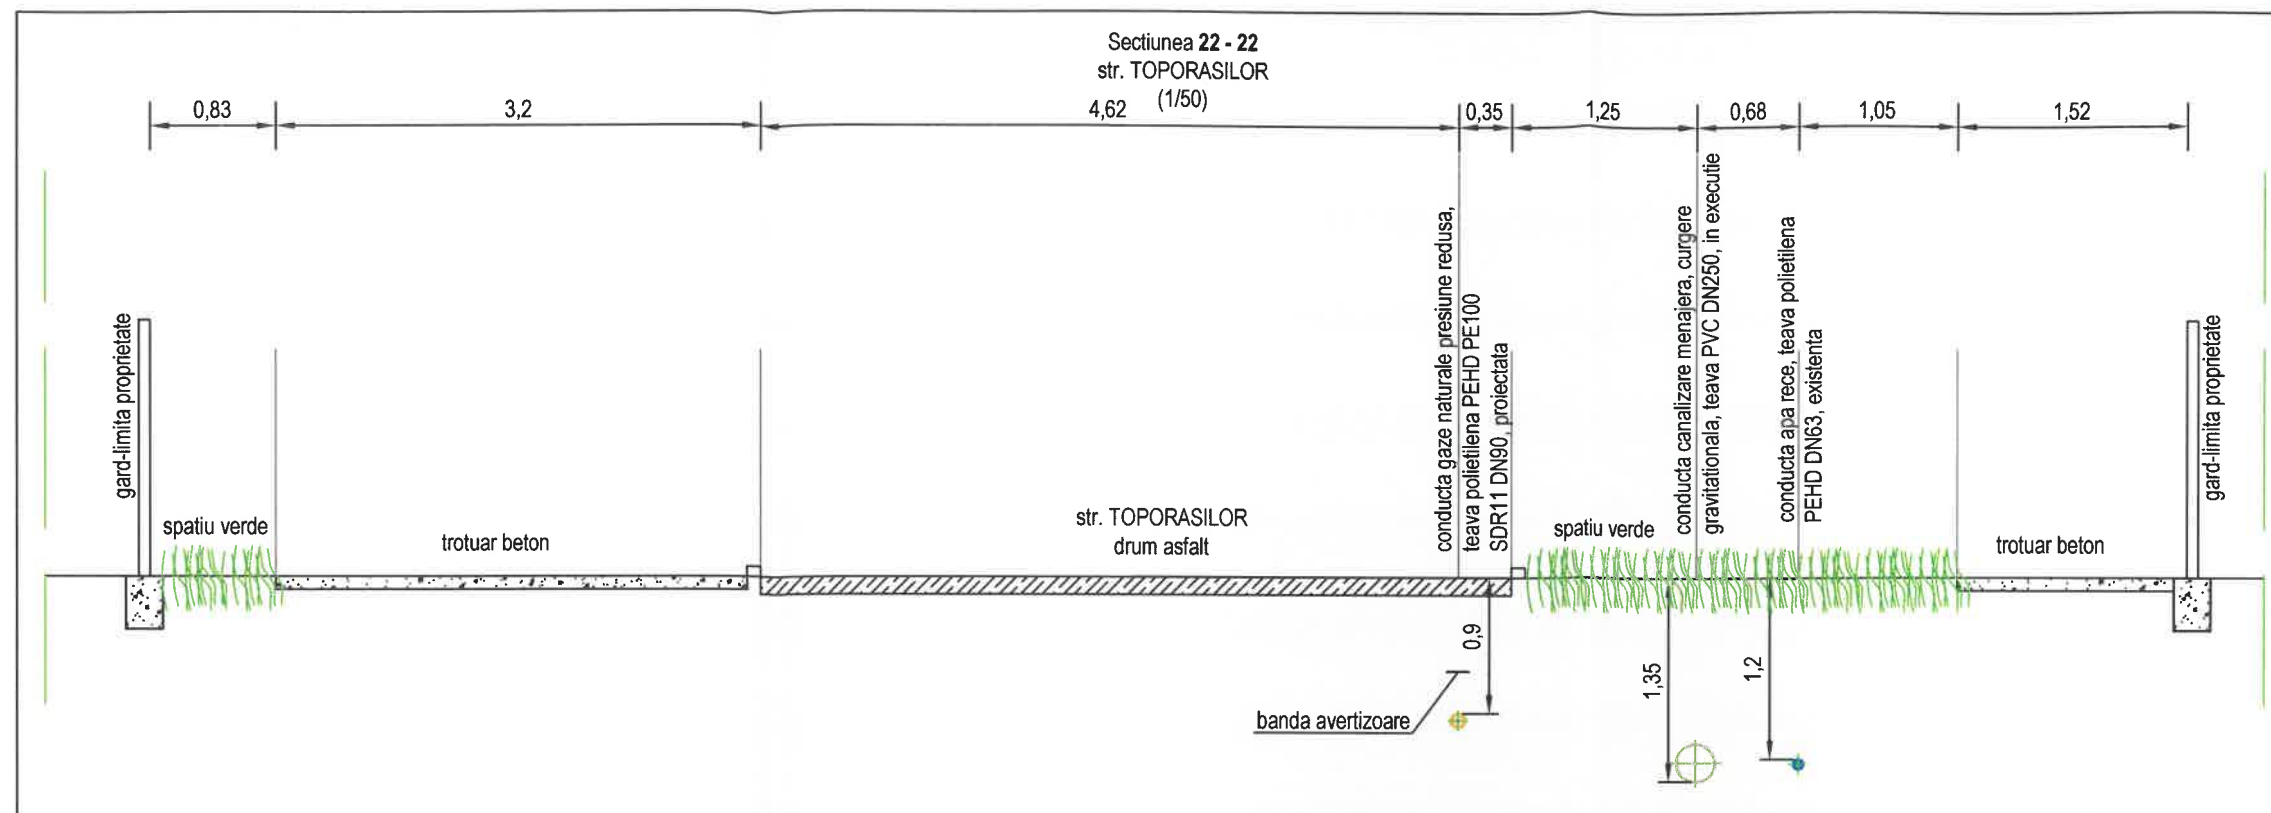 Sectiunea 22 - 22
str. TOPORASILOR
(1/50)
0,83
3,2
4,62
0,35
1,25
0,68
1,05
1,52
gard-limita proprietate
spatiu verde
trotuar beton
str. TOPORASILOR
drum asfalt
conducta gaze naturale presiune redusa,
teava polietilena PEHD PE100
SDR11 DN90, proiectata
spatiu verde
conducta canalizare menajera, curgere
gravitationala, teava PVC DN250, in executie
conducta apa rece, teava polietilena
PEHD DN63, existenta
trotuar beton
gard-limita proprietate
0,9
1,35
1,2
banda avertizoare